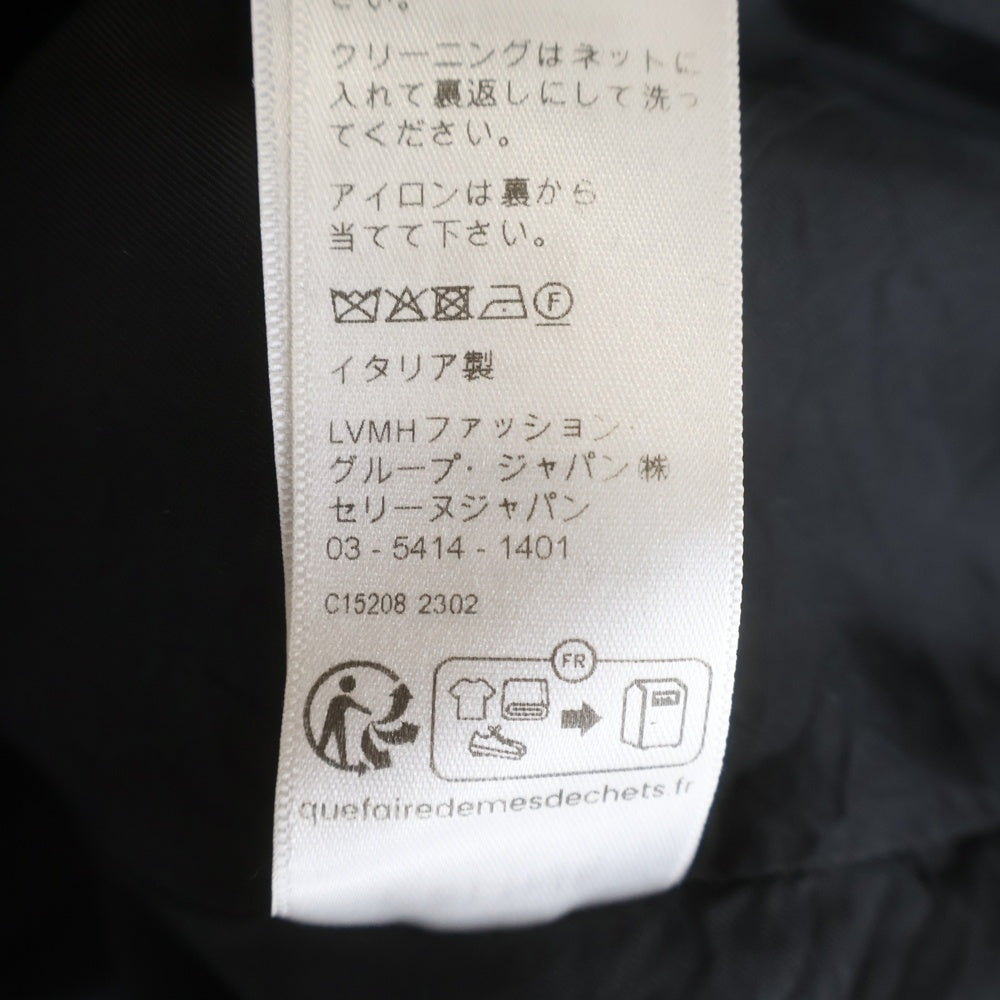 さい。
クリーニングはネットに
入れて裏返しにして洗っ
てください。
アイロンは裏から
当てて下さい。
F
イタリア製
LVMHファッション・
グループ・ジャパン㈱
セリーヌジャパン
03 - 5414 - 1401
C15208 2302
FR
quefairedemesdechets.fr